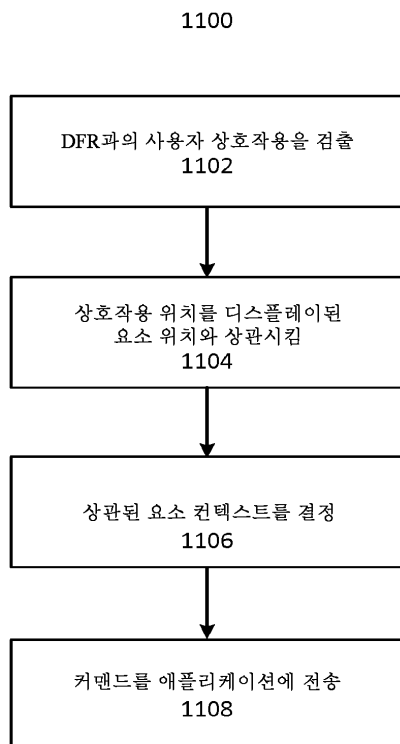 1100
DFR과의 사용자 상호작용을 검출
1102
상호작용 위치를 디스플레이된
요소 위치와 상관시킴
1104
상관된 요소 컨텍스트를 결정
1106
커맨드를 애플리케이션에 전송
1108